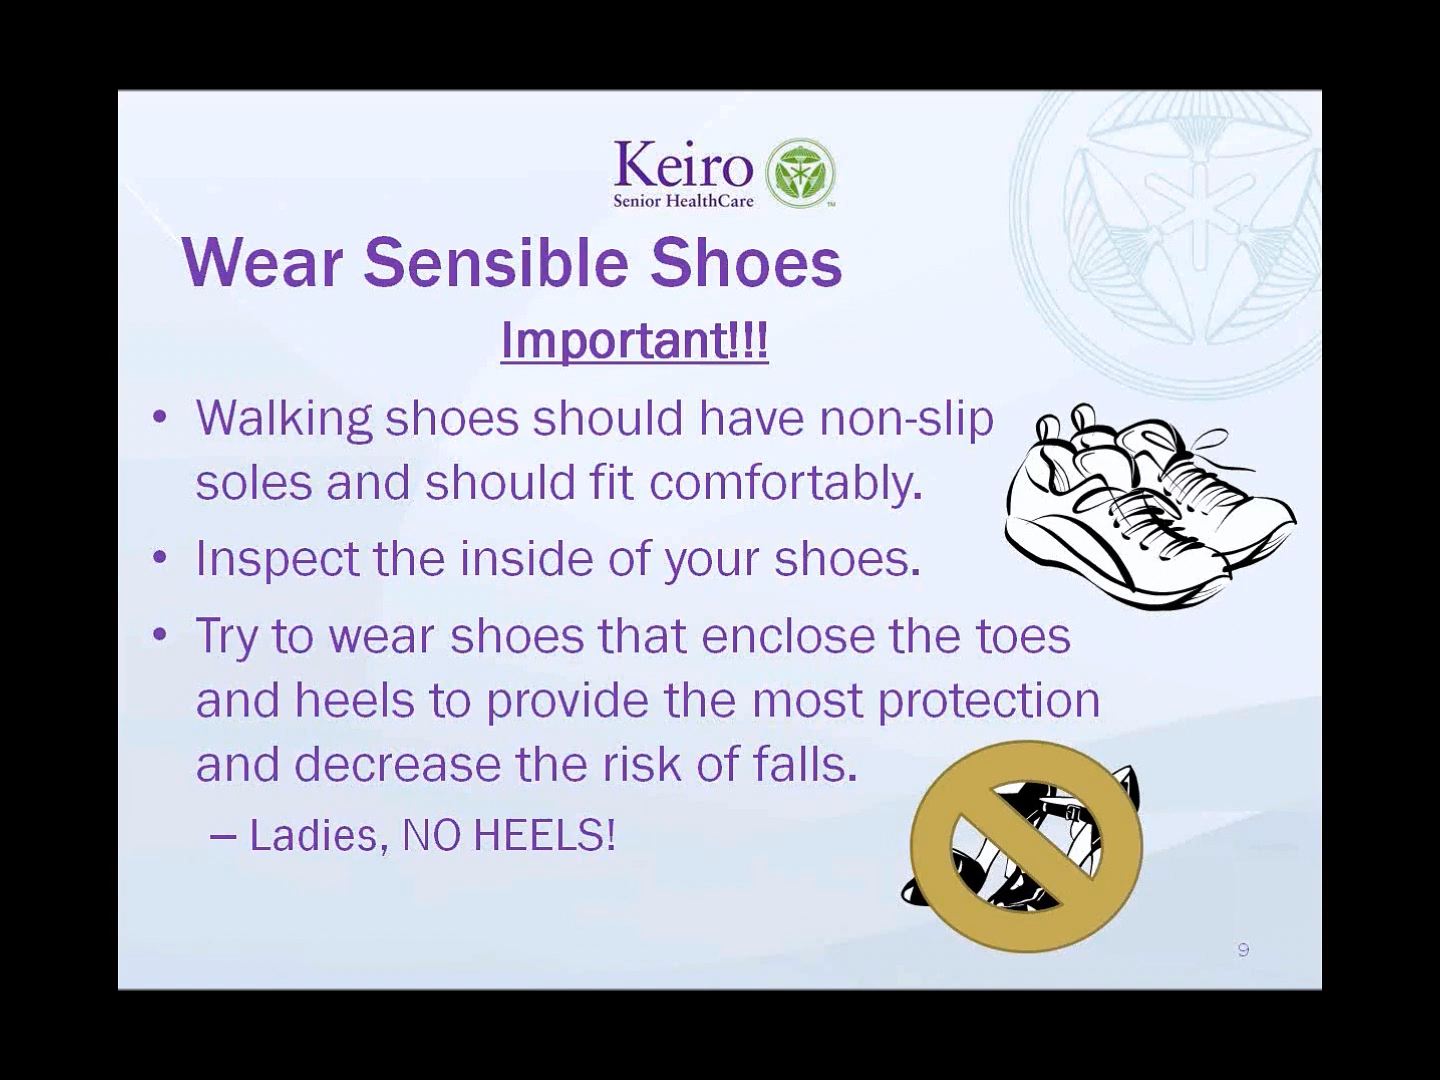 Keiro
Senior HealthCare
TM
Wear Sensible Shoes
Important!!!
• Walking shoes should have non-slip
soles and should fit comfortably.
• Inspect the inside of your shoes.
• Try to wear shoes that enclose the toes
and heels to provide the most protection
and decrease the risk of falls.
– Ladies, NO HEELS!
9